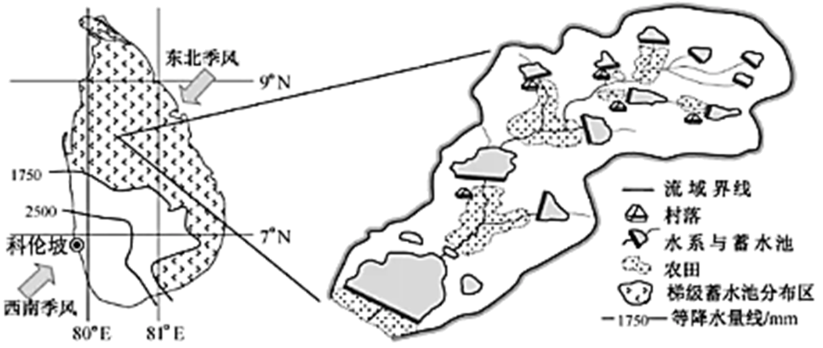 东北季风
9°N
1750
2500
科伦坡
7°N
西南季风
80°E 81°E
流域界线
村落
水系与蓄水池
农田
梯级蓄水池分布区
1750 等降水量线/mm